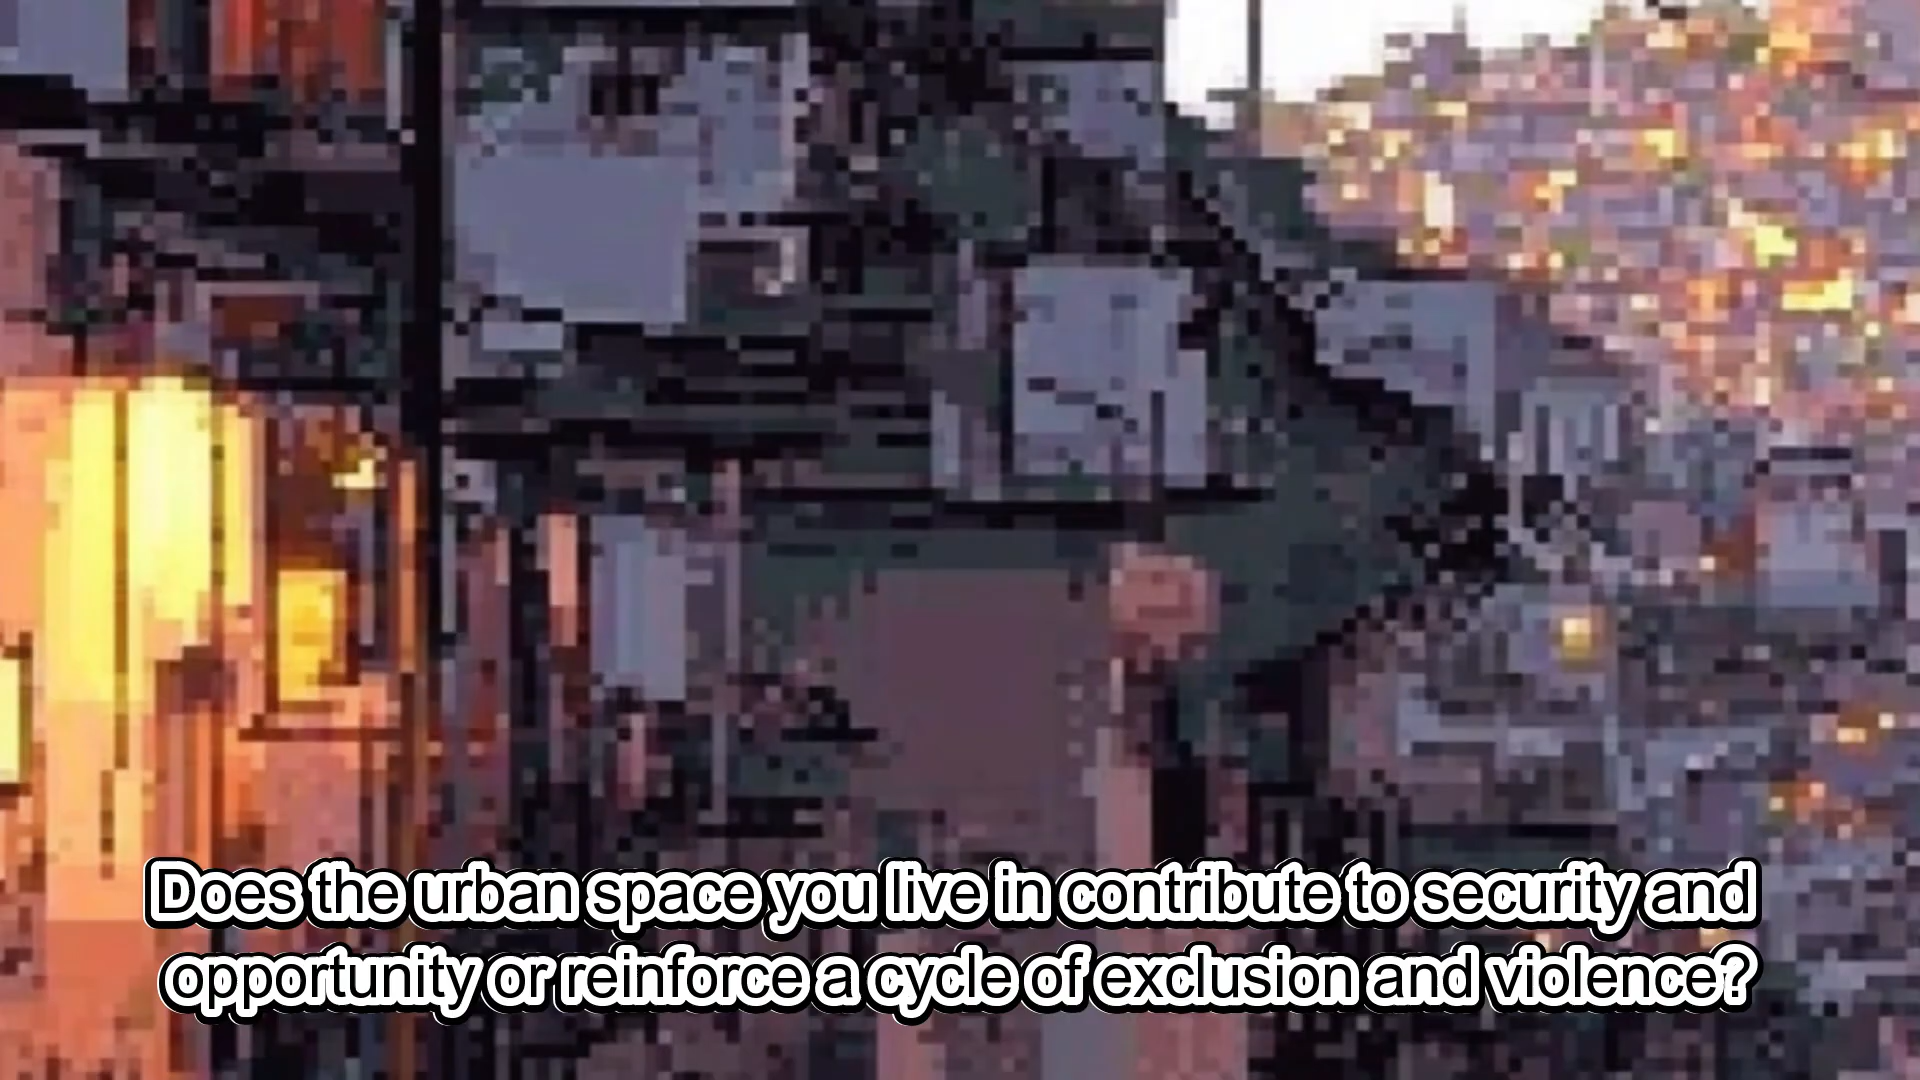 Does the urban space you live in contribute to security and
opportunity or reinforce a cycle of exclusion and violence?